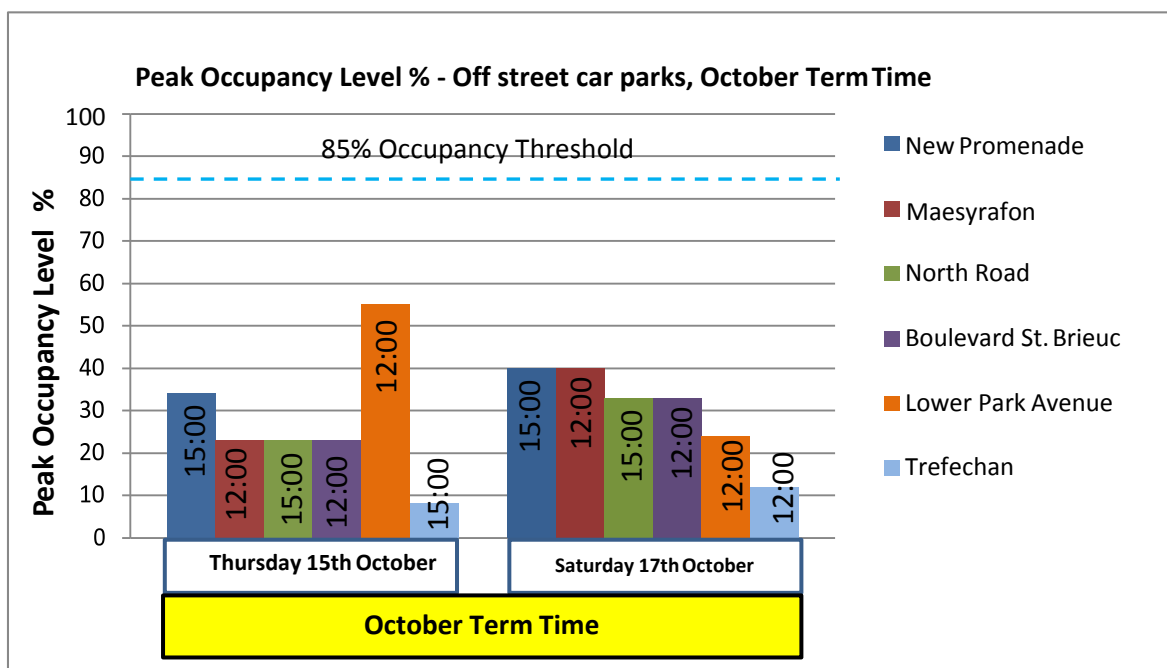 Peak Occupancy Level % - Off street car parks, October Term Time
Peak Occupancy Level %
100
90
80
70
60
50
40
30
20
10
0
85% Occupancy Threshold
15:00
12:00
15:00
12:00
12:00
15:00
15:00
12:00
15:00
12:00
12:00
12:00
Thursday 15th October
Saturday 17th October
October Term Time
New Promenade
Maesyrafon
North Road
Boulevard St. Brieuc
Lower Park Avenue
Trefechan